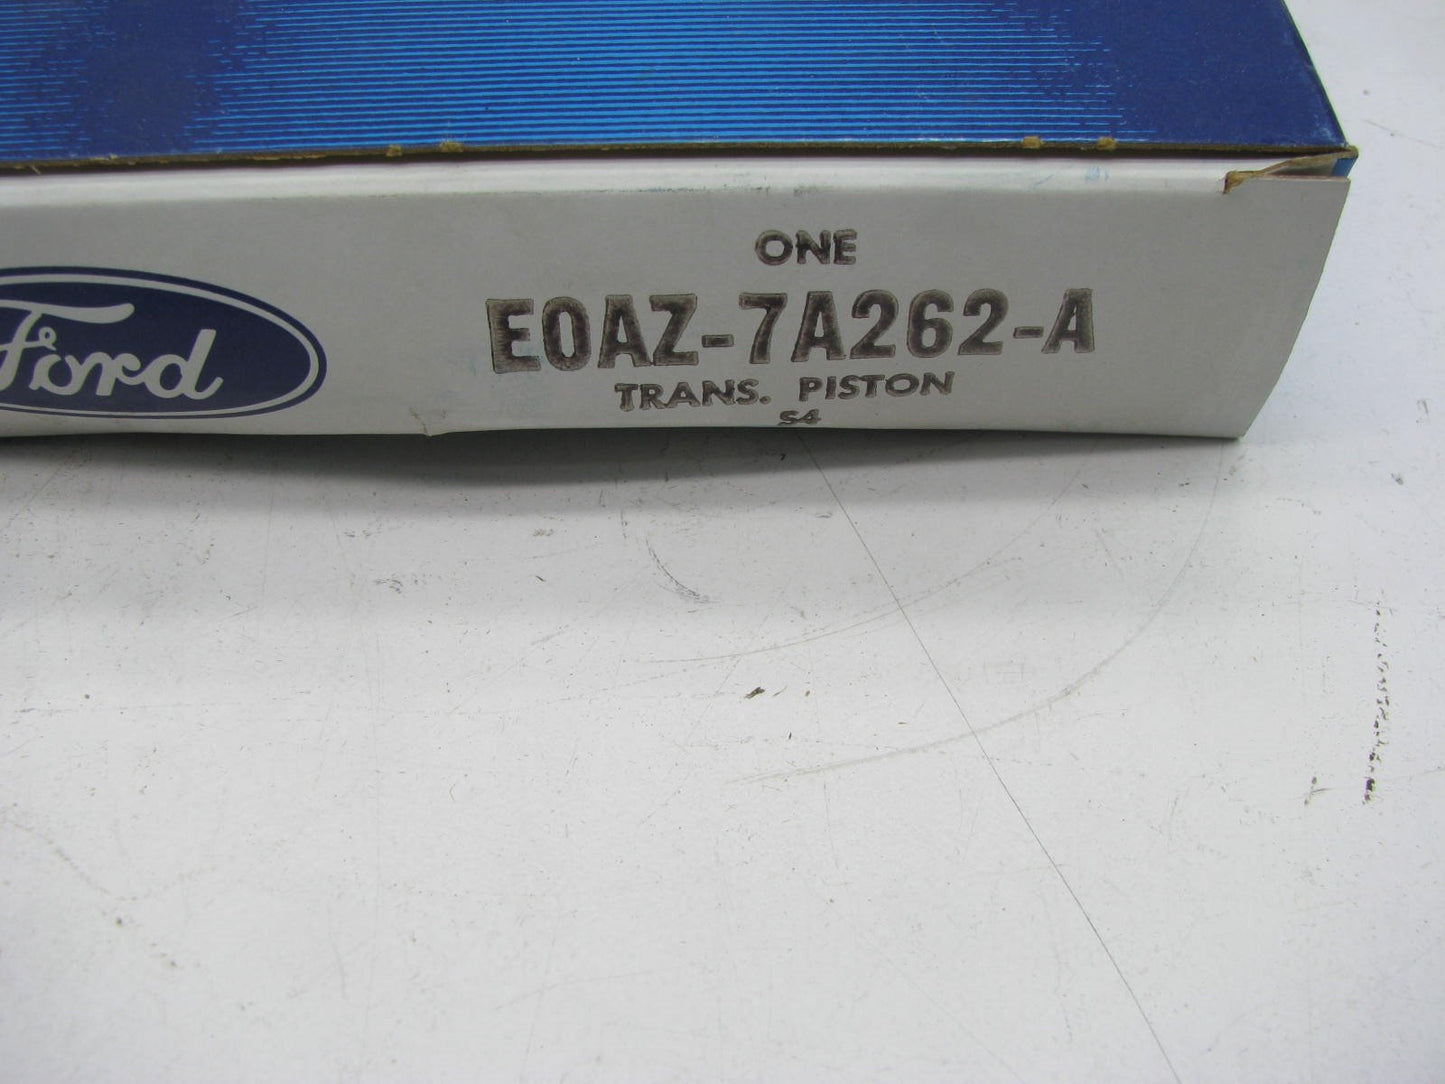 ONE
Ford
E0AZ-7A262-A
TRANS. PISTON
S4